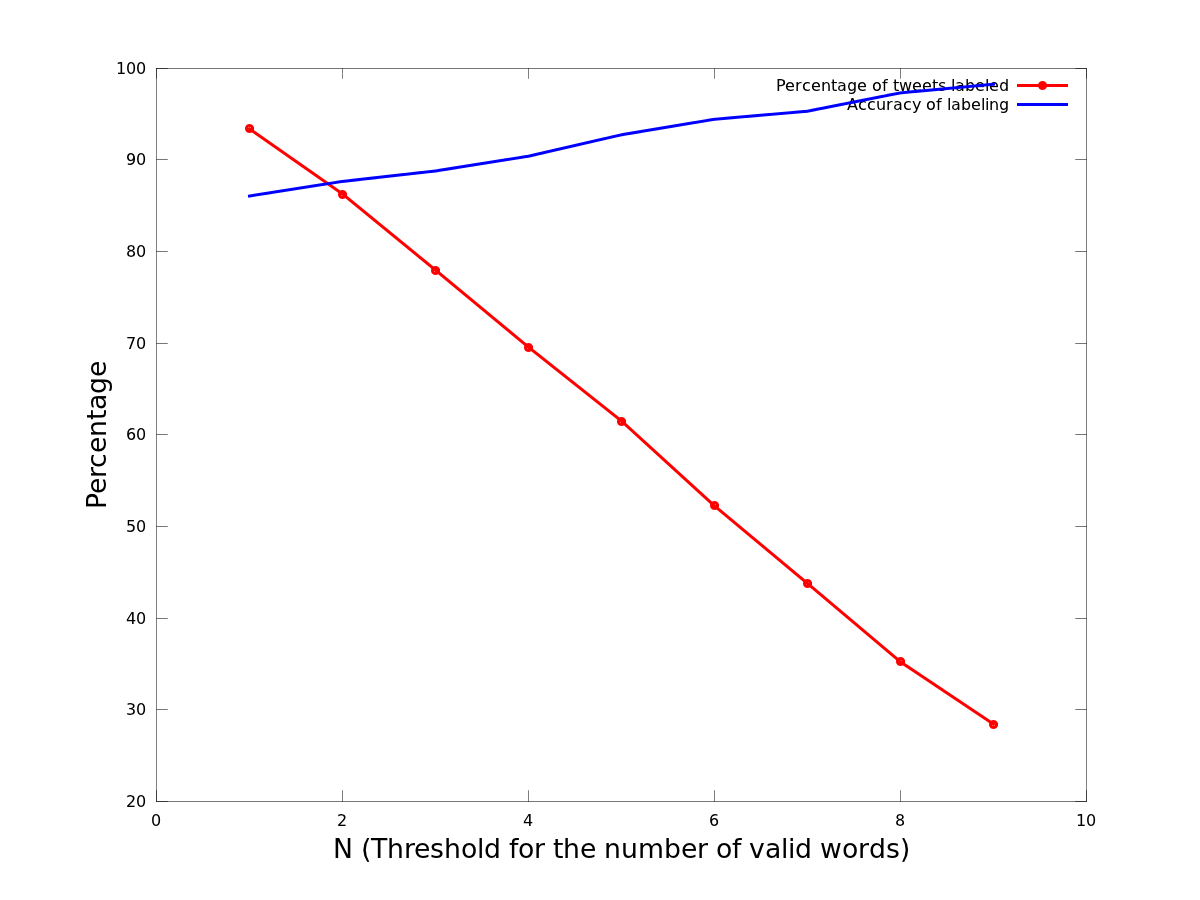 Percentage of tweets labeled
Accuracy of labeling
100
90
80
70
60
50
40
30
20
Percentage
0 2 4 6 8 10
N (Threshold for the number of valid words)